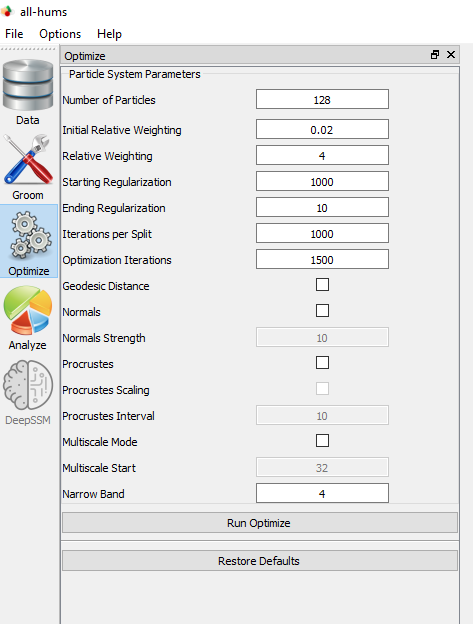 all-hums
File Options Help
Optimize
Particle System Parameters
Data
Number of Particles 128
Initial Relative Weighting 0.02
Relative Weighting 4
Starting Regularization 1000
Groom
Ending Regularization 10
Iterations per Split 1000
Optimization Iterations 1500
Optimize
Geodesic Distance
Normals
Normals Strength 10
Analyze
Procrustes
Procrustes Scaling
Procrustes Interval 10
DeepSSM
Multiscale Mode
Multiscale Start 32
Narrow Band 4
Run Optimize
Restore Defaults